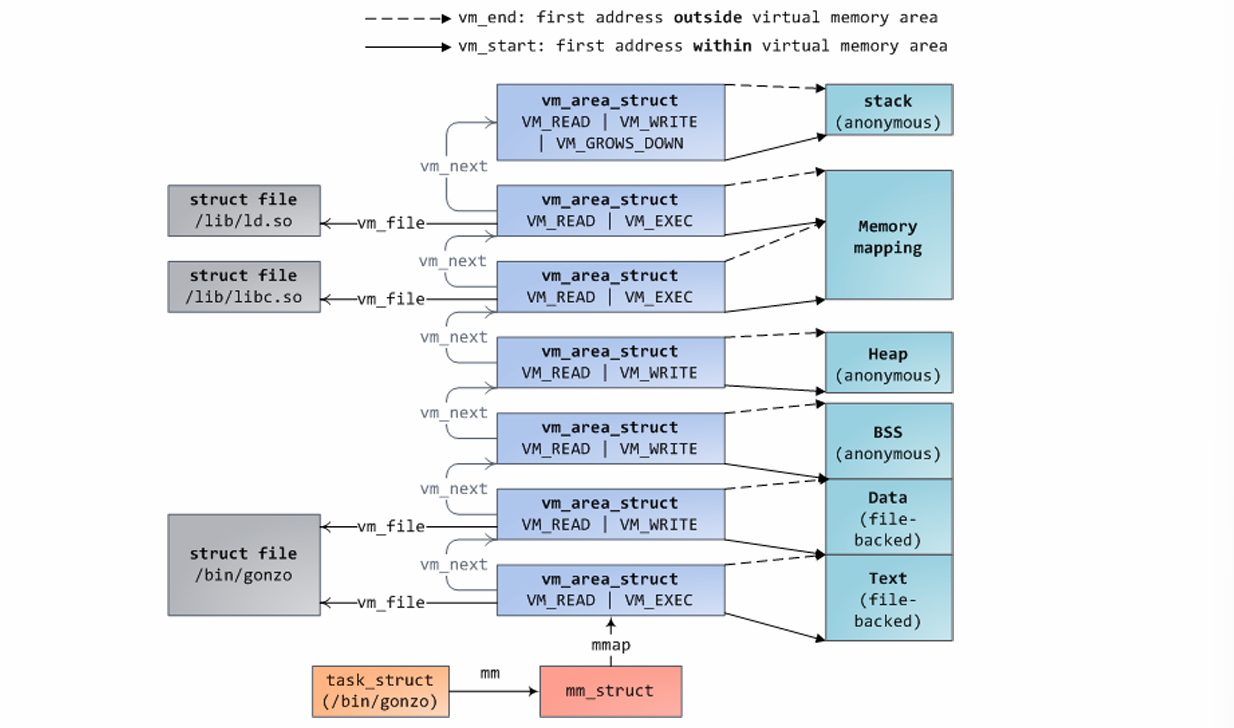 vm_end: first address outside virtual memory area
vm_start: first address within virtual memory area
vm_area_struct
VM_READ | VM_WRITE
| VM_GROWS_DOWN
stack
(anonymous)
vm_next
struct file
/lib/ld.so
vm_file
vm_area_struct
VM_READ | VM_EXEC
Memory
mapping
vm_next
struct file
/lib/libc.so
vm_file
vm_area_struct
VM_READ | VM_EXEC
vm_next
vm_area_struct
VM_READ | VM_WRITE
Heap
(anonymous)
vm_next
vm_area_struct
VM_READ | VM_WRITE
BSS
(anonymous)
vm_next
vm_file
vm_area_struct
VM_READ | VM_WRITE
Data
(file-
backed)
struct file
/bin/gonzo
vm_next
vm_file
vm_area_struct
VM_READ | VM_EXEC
Text
(file-
backed)
mmap
task_struct
(/bin/gonzo)
mm
mm_struct